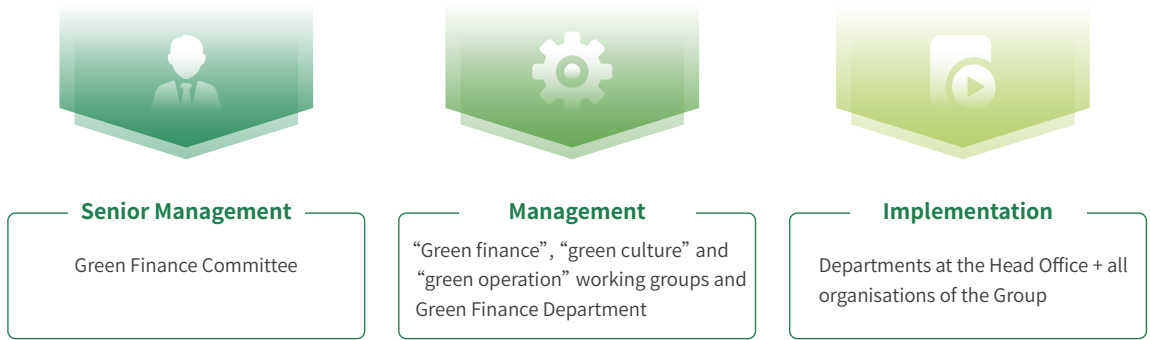 Senior Management
Green Finance Committee
Management
“Green finance”, “green culture” and
“green operation” working groups and
Green Finance Department
Implementation
Departments at the Head Office + all
organisations of the Group